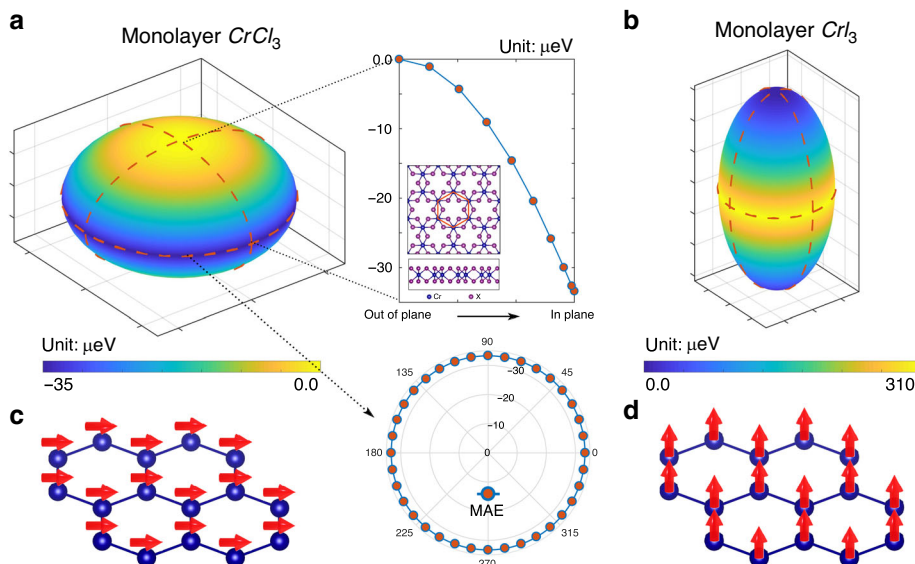 a
Monolayer CrCl3
Unit: μeV
0.0
−10
−20
−30
Cr
X
Out of plane
In plane
Unit: μeV
−35
0.0
b
Monolayer CrI3
Unit: μeV
0.0
310
90
135
45
−30
−20
−10
180
0
0
MAE
225
315
270
c
d